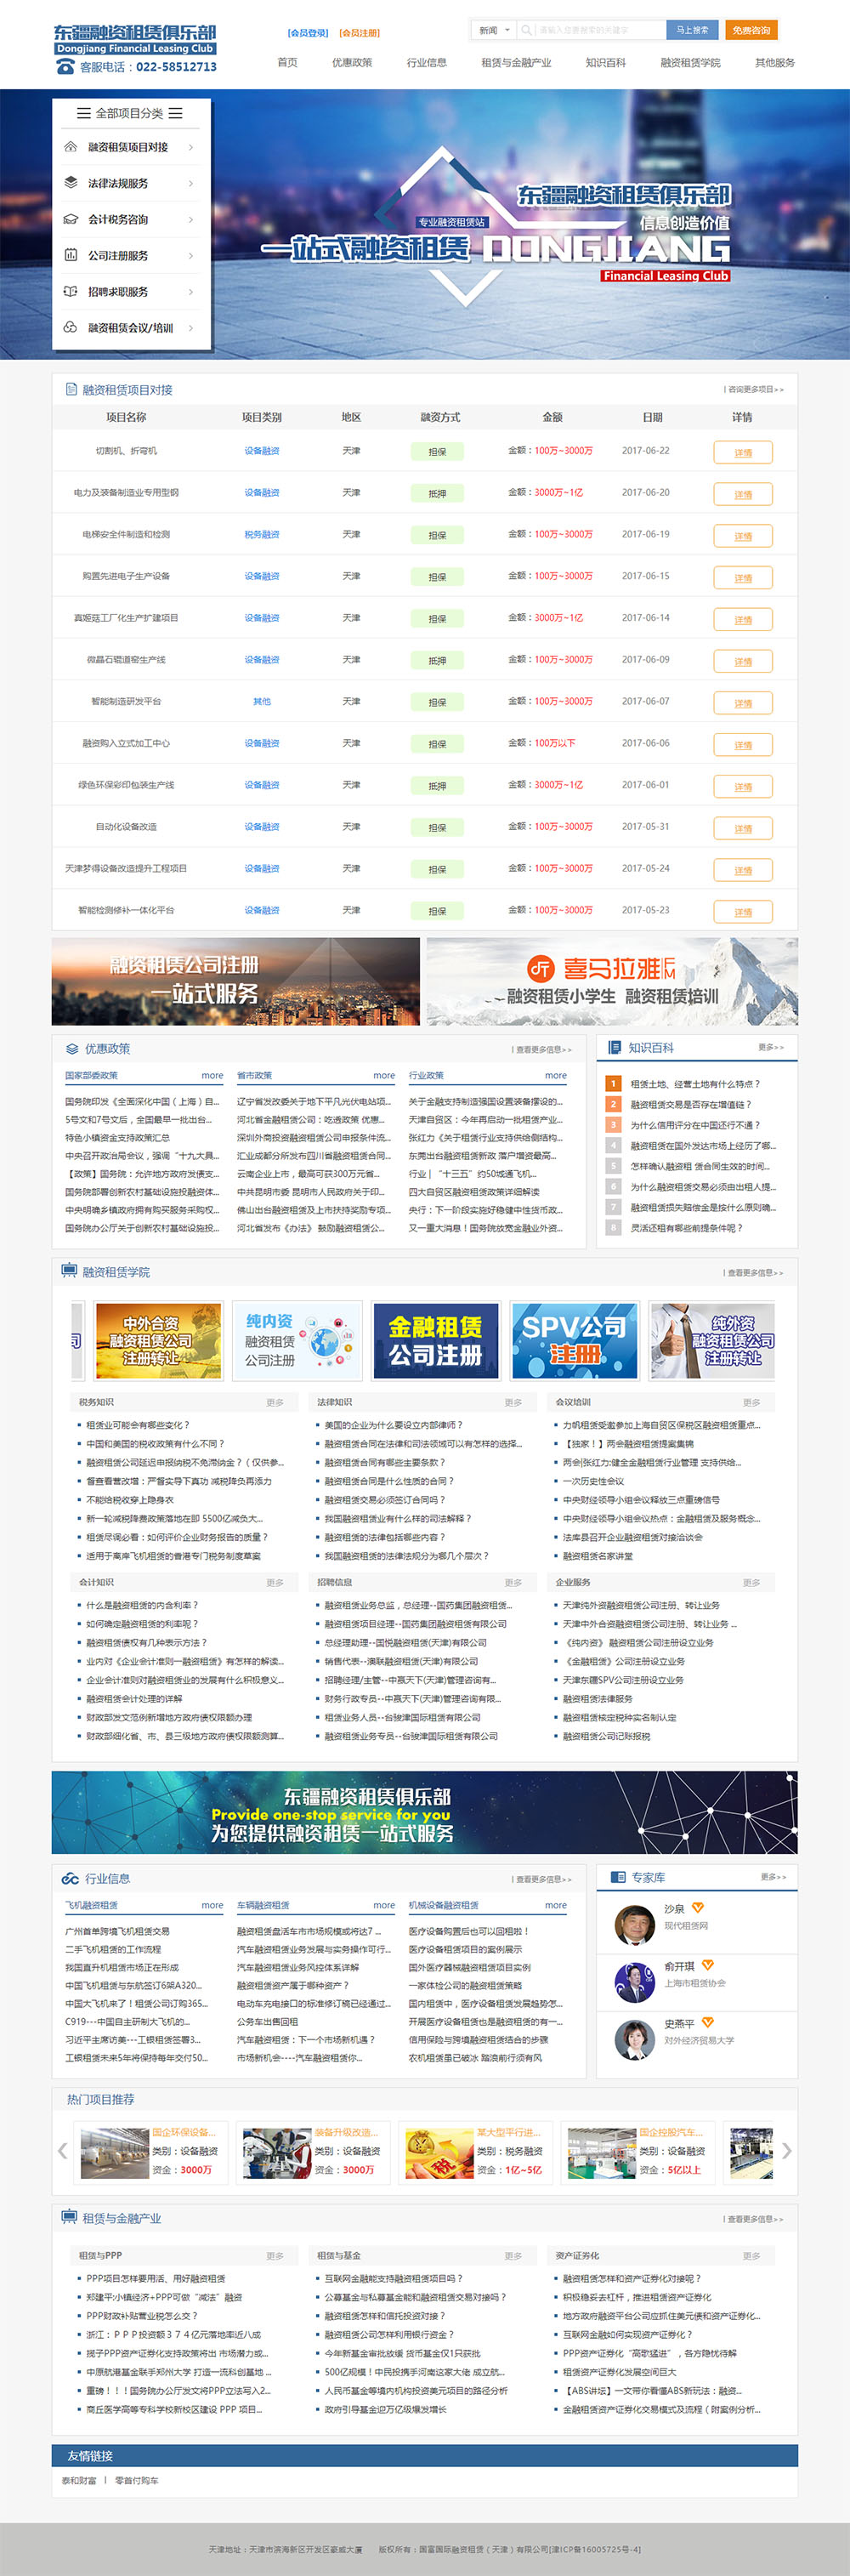 东疆融资租赁俱乐部
Dongjiang Financial Leasing Club
客服电话：022-58512713
[会员登录] [会员注册]
新闻 请输入您要搜索的关键字 马上搜索 免费咨询
首页 优惠政策 行业信息 租赁与金融产业 知识百科 融资租赁学院 其他服务
全部项目分类
融资租赁项目对接
法律法规服务
会计税务咨询
公司注册服务
招聘求职服务
融资租赁会议/培训
东疆融资租赁俱乐部
专业融资租赁站 信息创造价值
一站式融资租赁 DONGJIANG
Financial Leasing Club
融资租赁项目对接 | 咨询更多项目>>
项目名称 项目类别 地区 融资方式 金额 日期 详情
切割机、折弯机 设备融资 天津 担保 金额：100万~3000万 2017-06-22 详情
电力及装备制造业专用型钢 设备融资 天津 抵押 金额：3000万~1亿 2017-06-20 详情
电梯安全件制造和检测 税务融资 天津 担保 金额：100万~3000万 2017-06-19 详情
购置先进电子生产设备 设备融资 天津 担保 金额：100万~3000万 2017-06-15 详情
真姬菇工厂化生产扩建项目 设备融资 天津 担保 金额：3000万~1亿 2017-06-14 详情
微晶石辊道窑生产线 设备融资 天津 抵押 金额：100万~3000万 2017-06-09 详情
智能制造研发平台 其他 天津 担保 金额：100万~3000万 2017-06-07 详情
融资购入立式加工中心 设备融资 天津 担保 金额：100万以下 2017-06-06 详情
绿色环保彩印包装生产线 设备融资 天津 抵押 金额：3000万~1亿 2017-06-01 详情
自动化设备改造 设备融资 天津 担保 金额：100万~3000万 2017-05-31 详情
天津梦得设备改造提升工程项目 设备融资 天津 担保 金额：100万~3000万 2017-05-24 详情
智能检测修补一体化平台 设备融资 天津 担保 金额：100万~3000万 2017-05-23 详情
融资租赁公司注册
一站式服务
喜马拉雅FM
融资租赁小学生 融资租赁培训
优惠政策 | 查看更多信息>>
国家部委政策 more
国务院印发《全面深化中国（上海）自...
5号文和7号文后，全国最早一批出台...
特色小镇资金支持政策汇总
中央召开政治局会议，强调“十九大具...
【政策】国务院：允许地方政府发债支...
国务院部署创新农村基础设施投融资体...
中央明确乡镇政府拥有购买服务采购权...
国务院办公厅关于创新农村基础设施投...
省市政策 more
辽宁省发改委关于地下平凡光伏电站项...
河北省金融租赁公司：吃透政策 优惠...
深圳外商投资融资租赁公司申报条件流...
汇业成都分所发布四川省融资租赁合同...
云南企业上市，最高可获300万元省...
中共昆明市委 昆明市人民政府关于印...
佛山出台融资租赁及上市扶持奖励专项...
河北省发布《办法》 鼓励融资租赁公...
行业政策 more
关于金融支持制造强国设置装备摆设的...
天津自贸区：今年再启动一批租赁产业...
张红力《关于租赁行业支持供给侧结构...
东莞出台融资租赁新政 落户增资最高...
行业 | “十三五”约50城通飞机...
四大自贸区融资租赁政策详细解读
央行：下一阶段实施好稳健中性货币政...
又一重大消息！国务院放宽金融业外资...
知识百科 更多>>
1 租赁土地、经营土地有什么特点？
2 融资租赁交易是否存在增值链？
3 为什么信用评分在中国还行不通？
4 融资租赁在国外发达市场上经历了哪...
5 怎样确认融资租 赁合同生效的时间...
6 为什么融资租赁交易必须由出租人提...
7 融资租赁损失赔偿金是按什么原则确...
8 灵活还租有哪些前提条件呢？
融资租赁学院 | 查看更多信息>>
司
中外合资
融资租赁公司
注册转让
纯内资
融资租赁
公司注册
金融租赁
公司注册
SPV公司
注册
纯外资
融资租赁公司
注册转让
税务知识 更多
租赁业可能会有哪些变化？
中国和美国的税收政策有什么不同？
融资租赁公司延迟申报纳税不免滞纳金？（仅供参...
督查看营改增：严督实导下真功 减税降负再添力
不能给税收穿上隐身衣
新一轮减税降费政策落地在即 5500亿减负大...
租赁尽调必看：如何评价企业财务报告的质量？
适用于离岸飞机租赁的香港专门税务制度草案
法律知识 更多
美国的企业为什么要设立内部律师？
融资租赁合同在法律和司法领域可以有怎样的选择...
融资租赁合同有哪些主要条款？
融资租赁合同是什么性质的合同？
融资租赁交易必须签订合同吗？
我国融资租赁业有什么样的司法解释？
融资租赁的法律包括哪些内容？
我国融资租赁的法律法规分为哪几个层次？
会议培训 更多
力帆租赁受邀参加上海自贸区保税区融资租赁重点...
【独家！】两会融资租赁提案集锦
两会|张红力:健全金融租赁行业管理 支持供给...
一次历史性会议
中央财经领导小组会议释放三点重磅信号
中央财经领导小组会议热点：金融租赁及服务概念...
法库县召开企业融资租赁对接洽谈会
融资租赁名家讲堂
会计知识 更多
什么是融资租赁的内含利率？
如何确定融资租赁的利率呢？
融资租赁债权有几种表示方法？
业内对《企业会计准则一融资租赁》有怎样的解读...
企业会计准则对融资租赁业的发展有什么积极意义...
融资租赁会计处理的详解
财政部发文范例新增地方政府债权限额办理
财政部细化省、市、县三级地方政府债权限额测算...
招聘信息 更多
融资租赁业务总监，总经理--国药集团融资租赁...
融资租赁项目经理--国药集团融资租赁有限公司
总经理助理--国悦融资租赁(天津)有限公司
销售代表--澳联融资租赁(天津)有限公司
招聘经理/主管--中赢天下(天津)管理咨询有...
财务行政专员--中赢天下(天津)管理咨询有限...
租赁业务人员--台骏津国际租赁有限公司
融资租赁业务专员--台骏津国际租赁有限公司
企业服务 更多
天津纯外资融资租赁公司注册、转让业务
天津中外合资融资租赁公司注册、转让业务 ...
《纯内资》 融资租赁公司注册设立业务
《金融租赁》公司注册设立业务
天津东疆SPV公司注册设立业务
融资租赁法律服务
融资租赁核定税种实名制认定
融资租赁公司记账报税
东疆融资租赁俱乐部
Provide one-stop service for you
为您提供融资租赁一站式服务
行业信息 | 查看更多信息>>
飞机融资租赁 more
广州首单跨境飞机租赁交易
二手飞机租赁的工作流程
我国直升机租赁市场正在形成
中国飞机租赁与东航签订6架A320...
中国大飞机来了！租赁公司订购365...
C919---中国自主研制大飞机的...
习近平主席访美---工银租赁签署3...
工银租赁未来5年将保持每年交付50...
车辆融资租赁 more
融资租赁盘活车市市场规模或将达7 ...
汽车融资租赁业务发展与实务操作可行...
汽车融资租赁业务风控体系详解
融资租赁资产属于哪种资产？
电动车充电接口的标准修订稿已经通过...
公务车出售回租
汽车融资租赁：下一个市场新机遇？
市场新机会----汽车融资租赁你...
机械设备融资租赁 more
医疗设备购置后也可以回租啦！
医疗设备租赁项目的案例展示
国外医疗器械融资租赁项目实例
一家体检公司的融资租赁策略
国内租赁中，医疗设备租赁发展趋势怎...
开展医疗设备租赁也是融资租赁的有一...
信用保险与跨境融资租赁结合的步骤
农机租赁虽已破冰 踏浪前行须有风
专家库 更多>>
沙泉
现代租赁网
俞开琪
上海市租赁协会
史燕平
对外经济贸易大学
热门项目推荐
国企环保设备...
类别：设备融资
资金：3000万
装备升级改造...
类别：设备融资
资金：3000万
某大型平行进...
类别：税务融资
资金：1亿~5亿
国企控股汽车...
类别：设备融资
资金：5亿以上
租赁与金融产业 | 查看更多信息>>
租赁与PPP 更多
PPP项目怎样要用活、用好融资租赁
郑建平:小镇经济+PPP可做“减法”融资
PPP财政补贴营业税怎么交？
浙江：ＰＰＰ投资额３７４亿元落地率近八成
揽子PPP资产证券化支持政策将出 市场潜力或...
中原航港基金联手郑州大学 打造一流科创基地 ...
重磅！！！国务院办公厅发文将PPP立法写入2...
商丘医学高等专科学校新校区建设 PPP 项目...
租赁与基金 更多
互联网金融能支持融资租赁项目吗？
公募基金与私募基金能和融资租赁交易对接吗？
融资租赁怎样和信托投资对接？
融资租赁公司怎样利用银行资金？
今年新基金审批放缓 货币基金仅1只获批
500亿规模！中民投携手河南这家大佬 成立航...
人民币基金等境内机构投资美元项目的路径分析
政府引导基金迎万亿级爆发增长
资产证券化 更多
融资租赁怎样和资产证券化对接呢？
积极稳妥去杠杆，推进租赁资产证券化
地方政府融资平台公司应抓住美元债和资产证券化...
互联网金融如何实现资产证券化？
PPP资产证券化“高歌猛进”，各方隐忧待解
租赁资产证券化发展空间巨大
【ABS讲坛】一文带你看懂ABS新玩法：融资...
金融租赁资产证券化交易模式及流程（附案例分析...
友情链接
泰和财富 | 零首付购车
天津地址：天津市滨海新区开发区豪威大厦 版权所有：国富国际融资租赁（天津）有限公司[津ICP备16005725号-4]